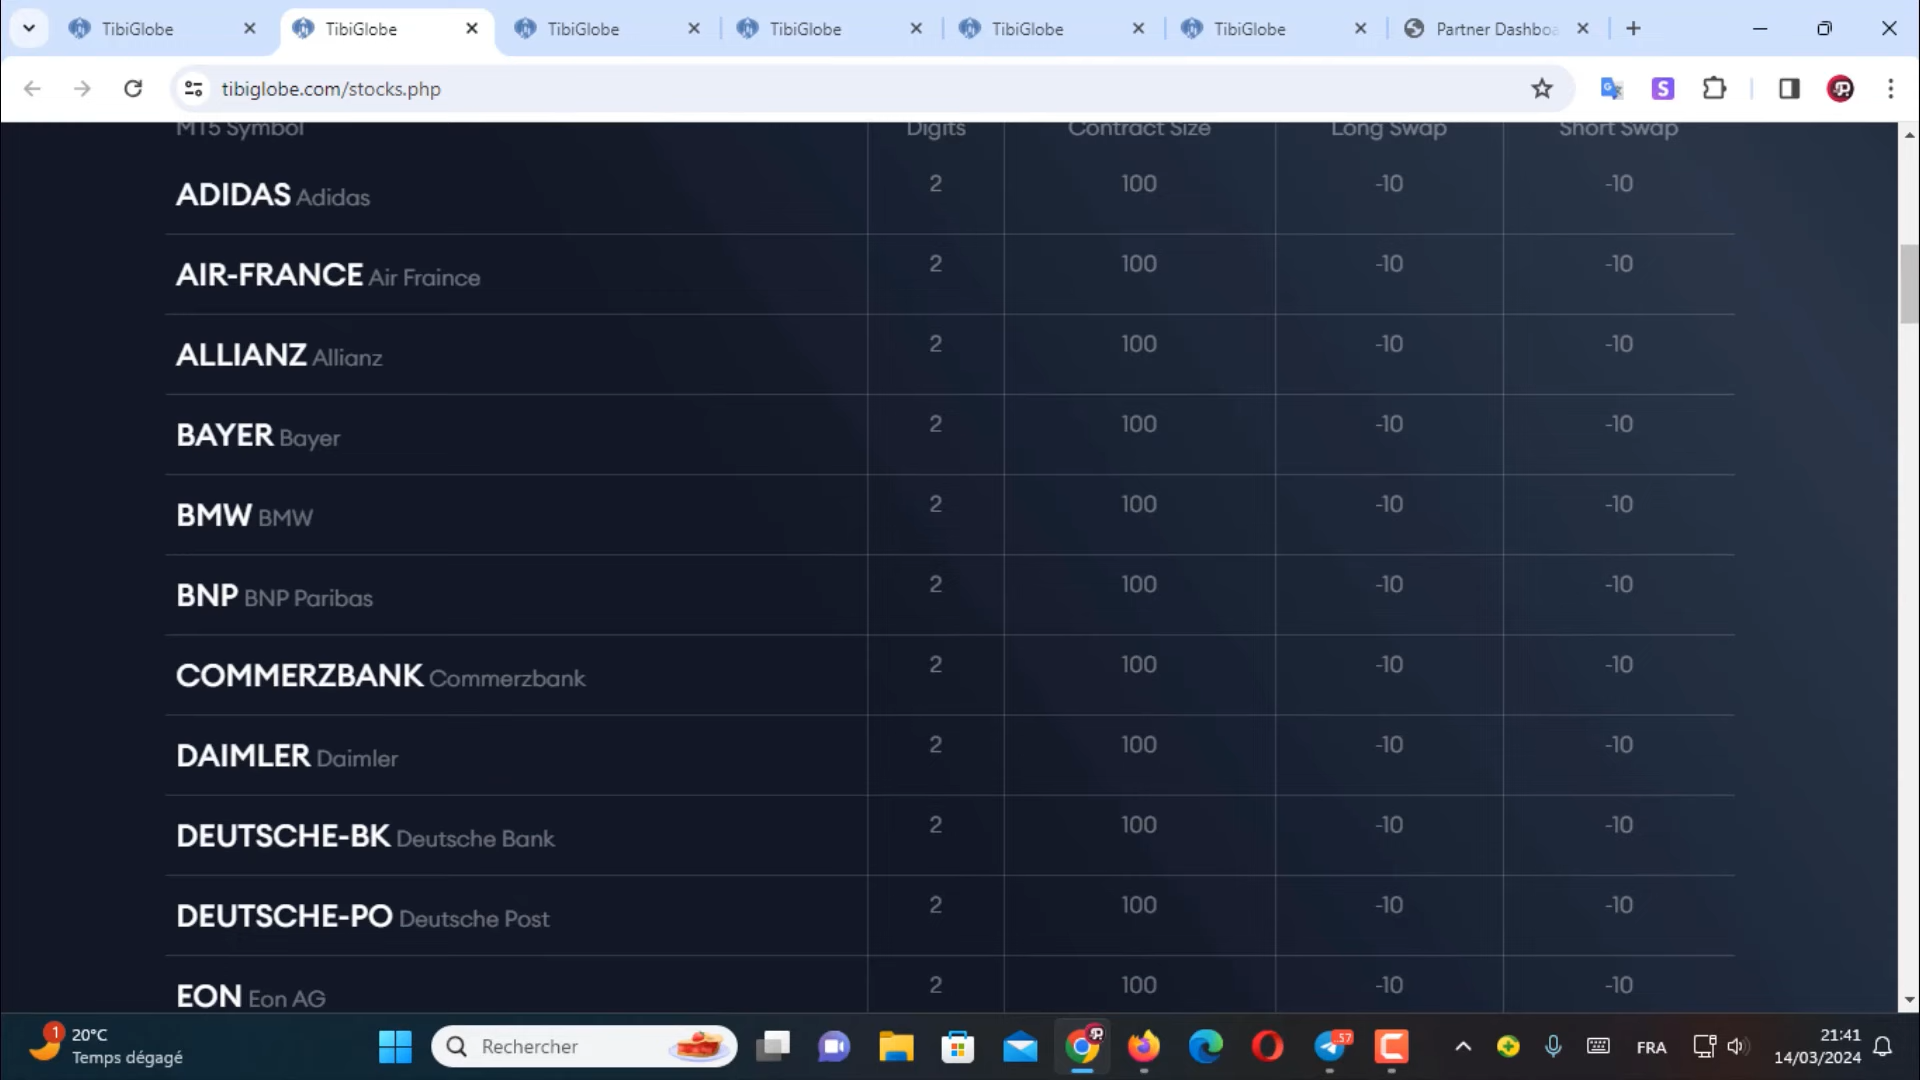 TibiGlobe TibiGlobe TibiGlobe TibiGlobe TibiGlobe TibiGlobe Partner Dashboa
tibiglobe.com/stocks.php
MT5 Symbol Digits Contract Size Long Swap Short Swap
ADIDAS Adidas 2 100 -10 -10
AIR-FRANCE Air Fraince 2 100 -10 -10
ALLIANZ Allianz 2 100 -10 -10
BAYER Bayer 2 100 -10 -10
BMW BMW 2 100 -10 -10
BNP BNP Paribas 2 100 -10 -10
COMMERZBANK Commerzbank 2 100 -10 -10
DAIMLER Daimler 2 100 -10 -10
DEUTSCHE-BK Deutsche Bank 2 100 -10 -10
DEUTSCHE-PO Deutsche Post 2 100 -10 -10
EON Eon AG 2 100 -10 -10
1 20°C
Temps dégagé
Rechercher
57
FRA
21:41
14/03/2024